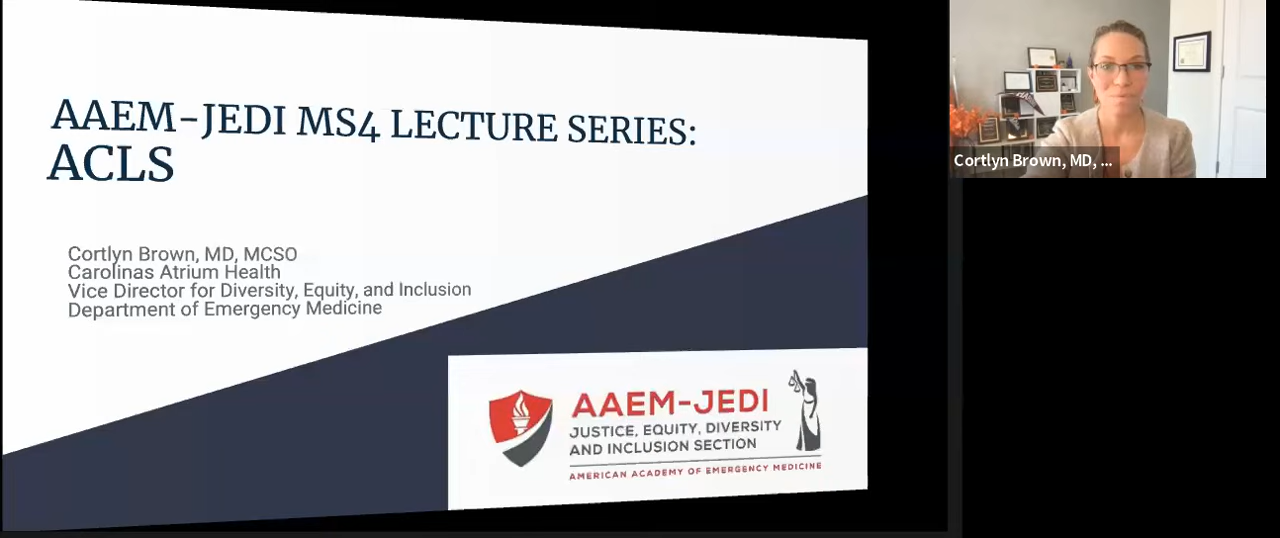 AAEM-JEDI MS4 LECTURE SERIES:
ACLS
Cortlyn Brown, MD, MCSO
Carolinas Atrium Health
Vice Director for Diversity, Equity, and Inclusion
Department of Emergency Medicine
AAEM-JEDI
JUSTICE, EQUITY, DIVERSITY
AND INCLUSION SECTION
AMERICAN ACADEMY OF EMERGENCY MEDICINE
Cortlyn Brown, MD, ...